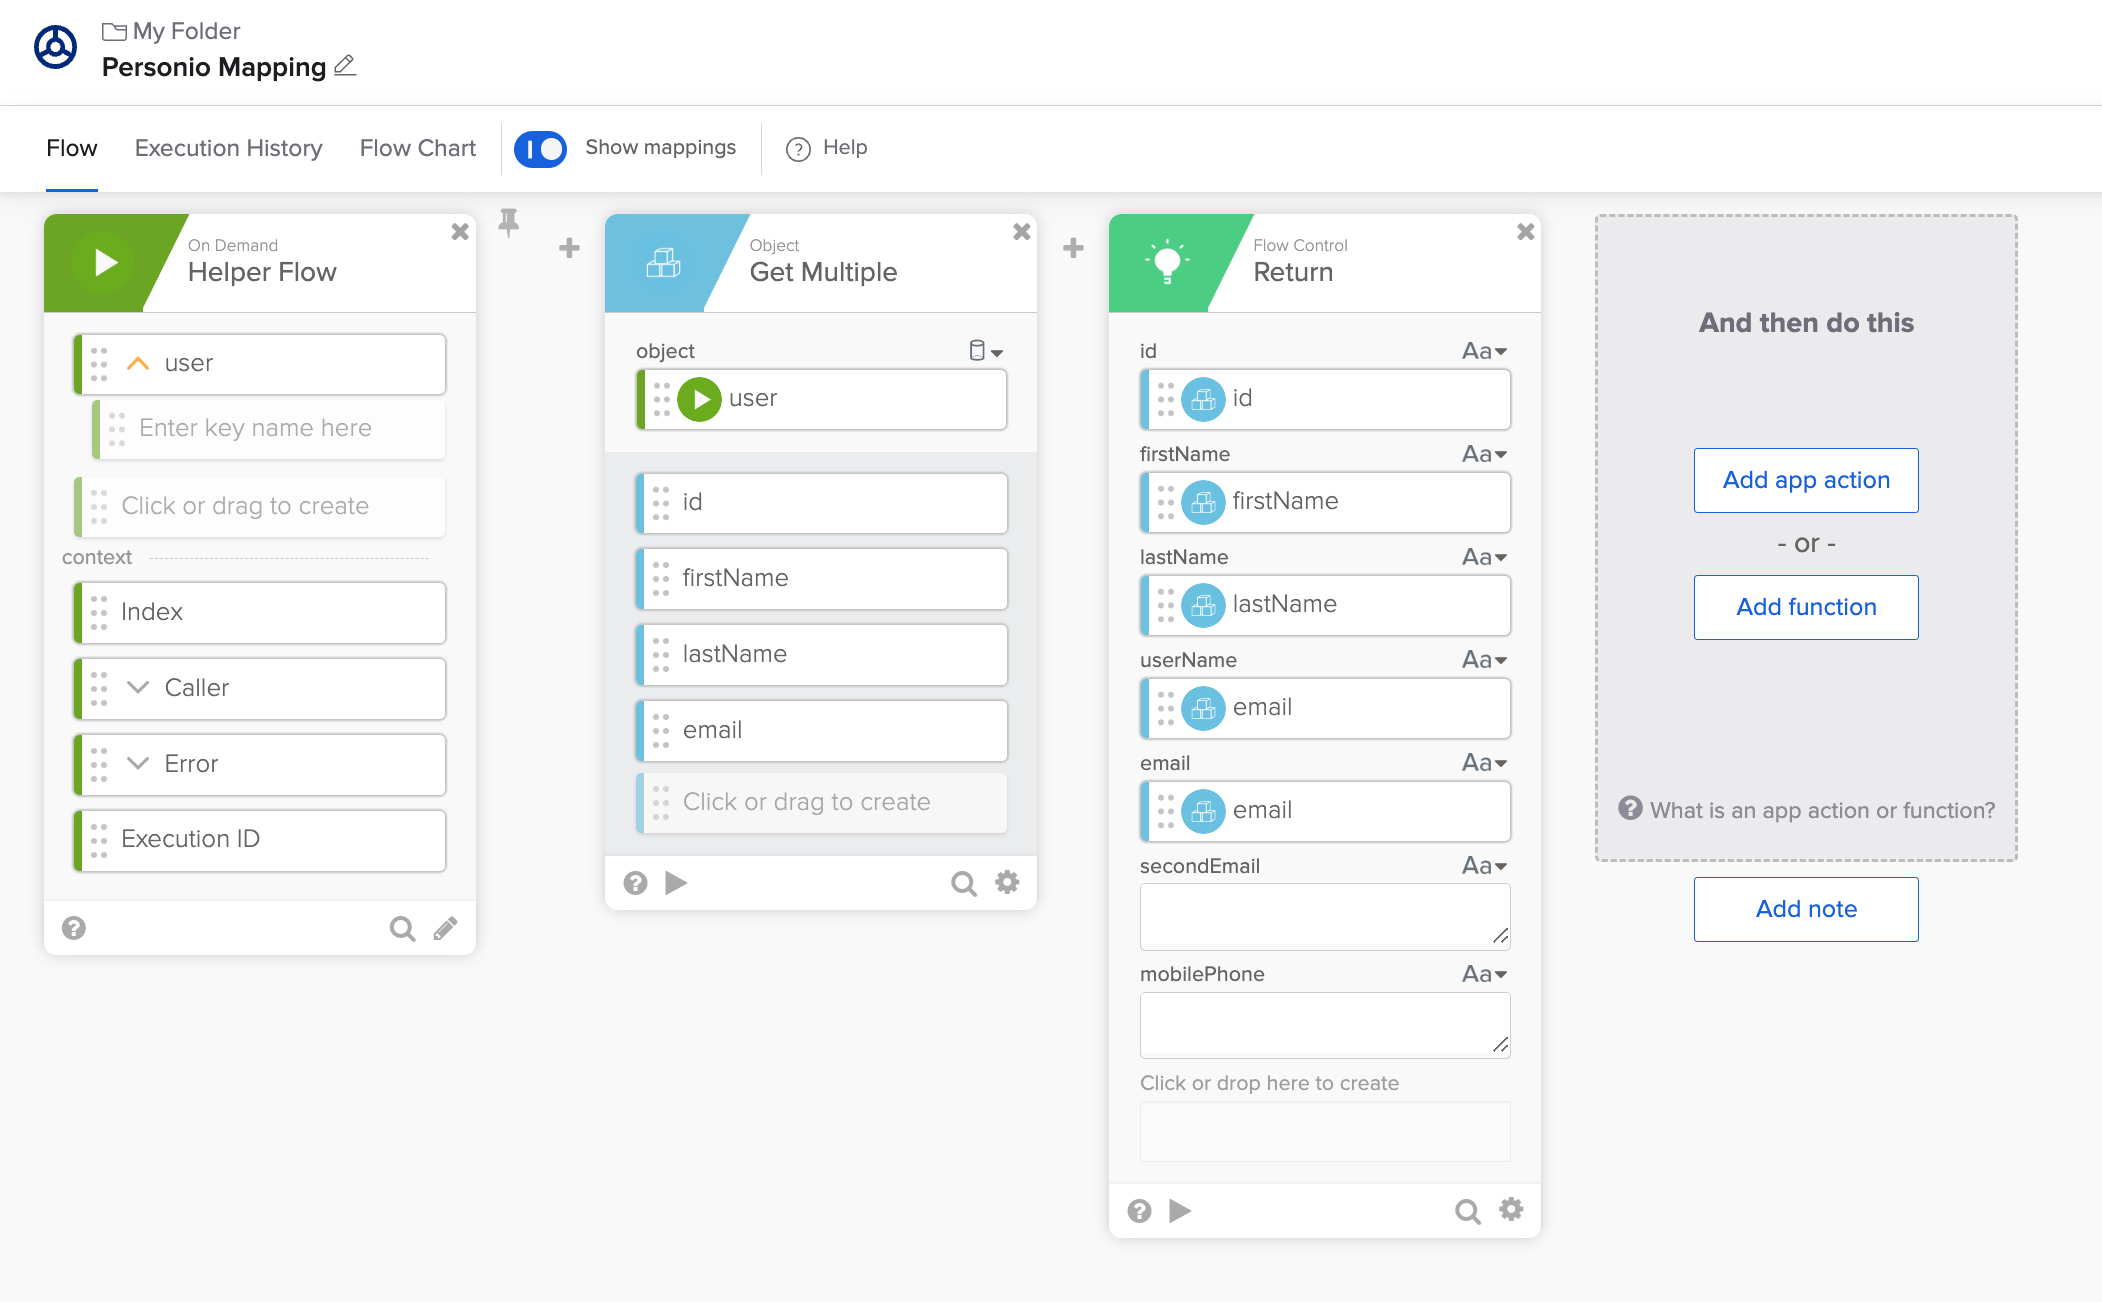 My Folder
Personio Mapping
Flow
Execution History
Flow Chart
Show mappings
Help
On Demand
Helper Flow
user
Enter key name here
Click or drag to create
context
Index
Caller
Error
Execution ID
Object
Get Multiple
object
user
id
firstName
lastName
email
Click or drag to create
Flow Control
Return
id Aa
id
firstName Aa
firstName
lastName Aa
lastName
userName Aa
email
email Aa
email
secondEmail Aa
mobilePhone Aa
Click or drop here to create
And then do this
Add app action
- or -
Add function
What is an app action or function?
Add note